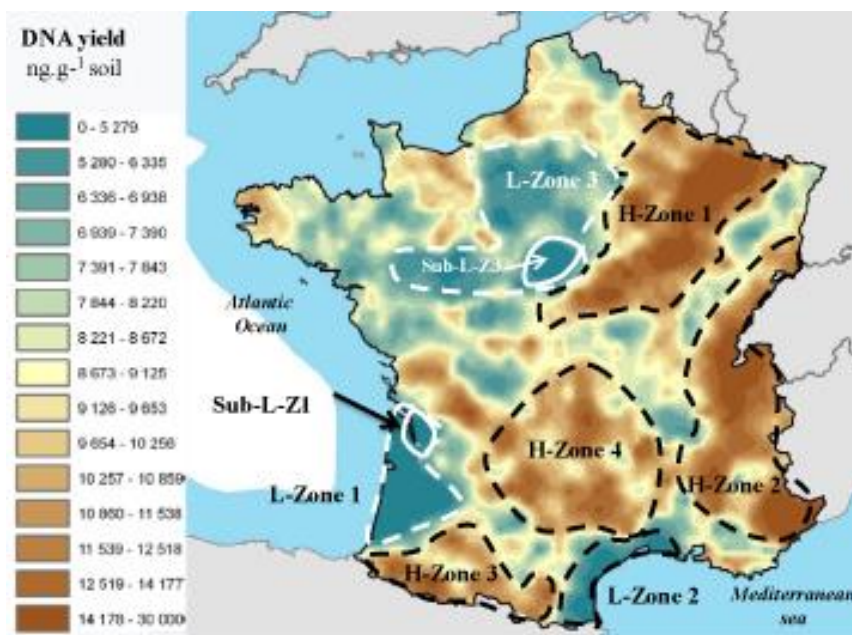 DNA yield
ng.g-1 soil
0 - 5 279
5 280 - 6 335
6 336 - 6 938
6 939 - 7 390
7 391 - 7 843
7 844 - 8 220
8 221 - 8 672
8 673 - 9 125
9 126 - 9 653
9 654 - 10 256
10 257 - 10 859
10 860 - 11 538
11 539 - 12 518
12 519 - 14 177
14 178 - 30 000
L-Zone 3
H-Zone 1
Sub-L-Z3
Atlantic
Ocean
Sub-L-Z1
H-Zone 4
L-Zone 1
H-Zone 2
H-Zone 3
L-Zone 2
Mediterranean
sea